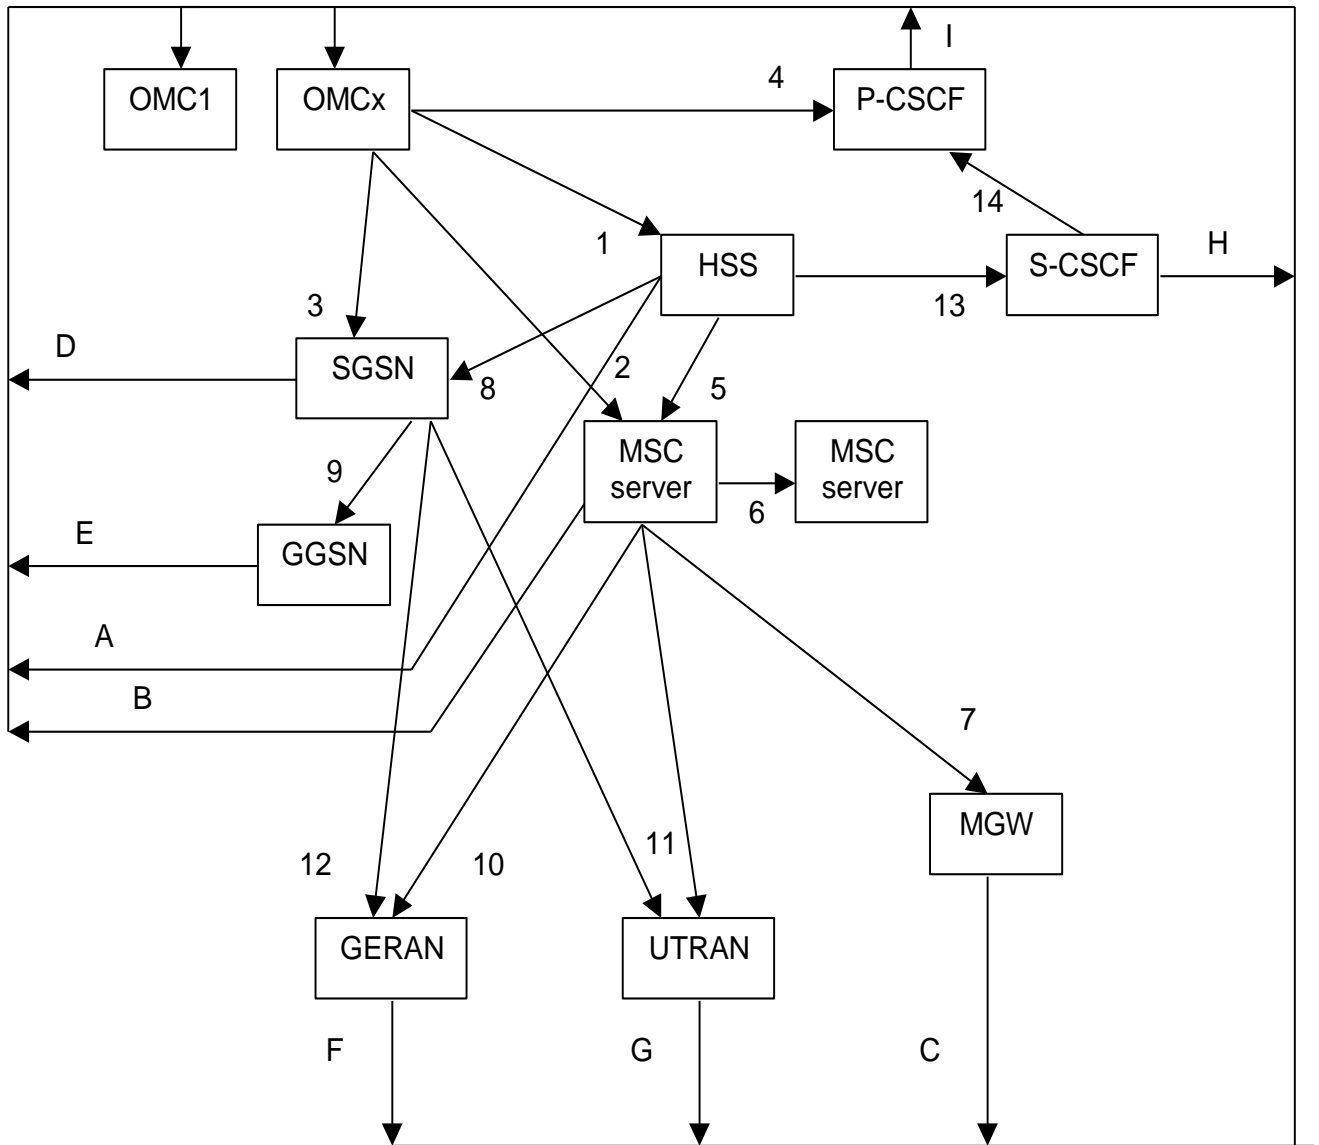 I
OMC1
OMCx
4
P-CSCF
14
1
HSS
S-CSCF
H
3
13
D
SGSN
8
2
5
9
MSC
server
6
MSC
server
E
GGSN
A
B
7
MGW
12
10
11
GERAN
UTRAN
F
G
C